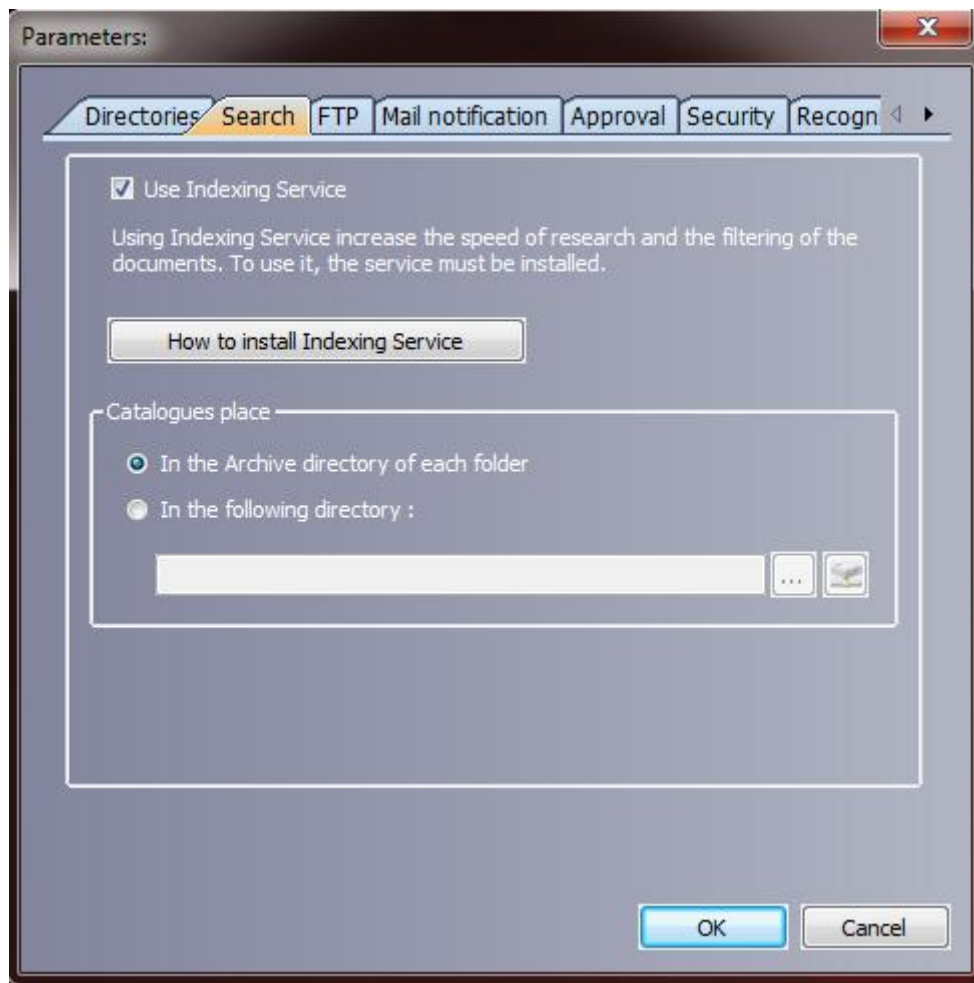 Parameters:
Directories Search FTP Mail notification Approval Security Recogn
Use Indexing Service
Using Indexing Service increase the speed of research and the filtering of the
documents. To use it, the service must be installed.
How to install Indexing Service
Catalogues place
In the Archive directory of each folder
In the following directory :
...
OK Cancel